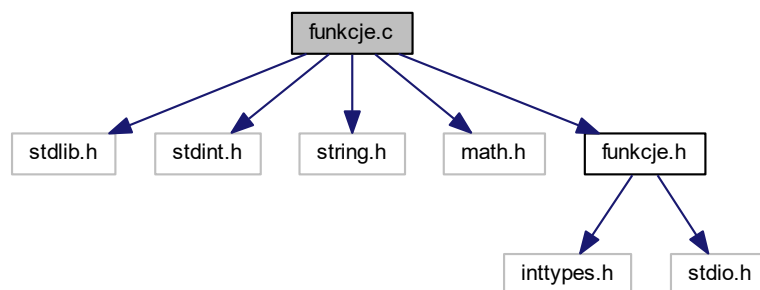 funkcje.c
stdlib.h
stdint.h
string.h
math.h
funkcje.h
inttypes.h
stdio.h